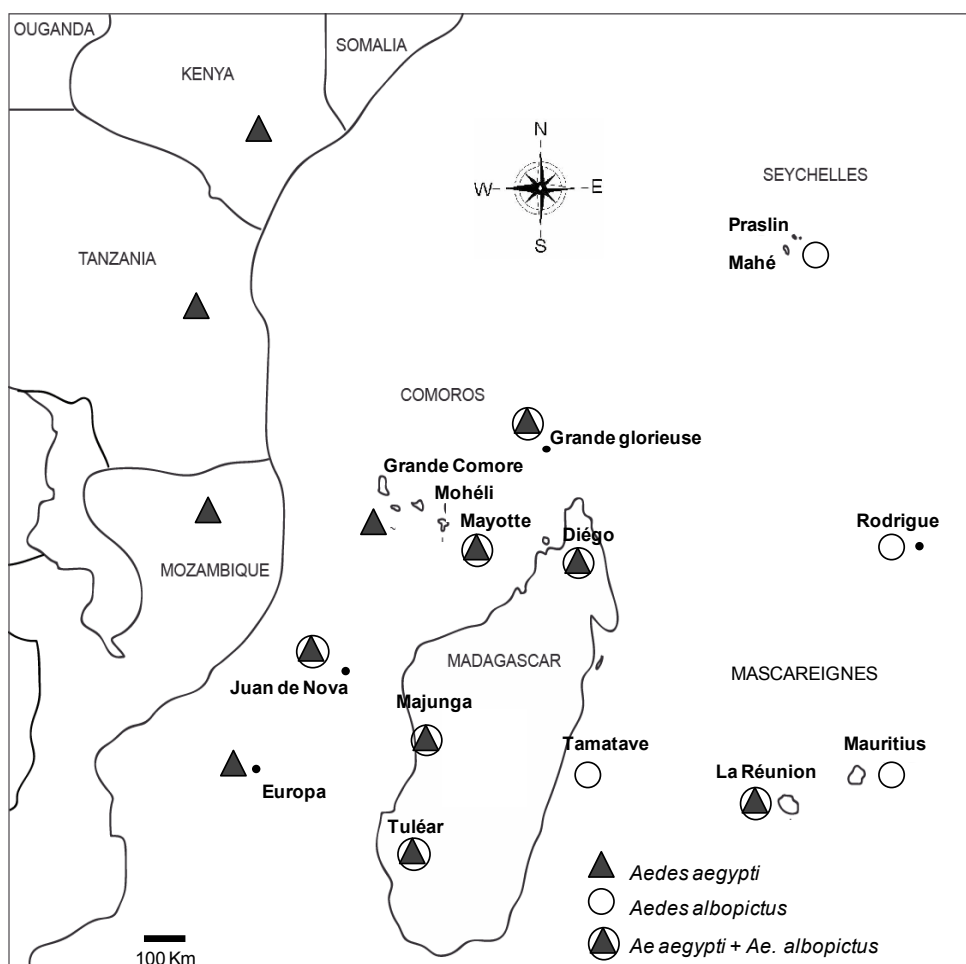 OUGANDA
SOMALIA
KENYA
N
W
E
S
SEYCHELLES
Praslin
Mahé
TANZANIA
COMOROS
Grande glorieuse
Grande Comore
Mohéli
Mayotte
Diégo
Rodrigue
MOZAMBIQUE
MADAGASCAR
MASCAREIGNES
Juan de Nova
Majunga
Tamatave
Mauritius
La Réunion
Europa
Tuléar
Aedes aegypti
Aedes albopictus
Ae aegypti + Ae. albopictus
100 Km